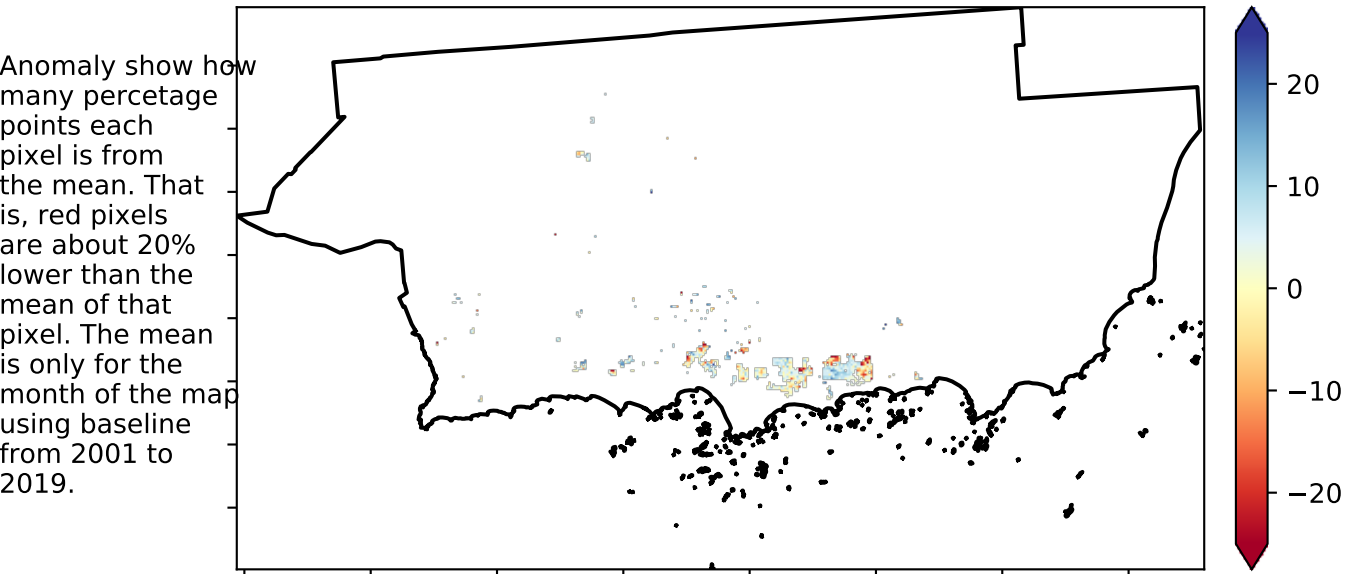 Anomaly show how
many percetage
points each
pixel is from
the mean. That
is, red pixels
are about 20%
lower than the
mean of that
pixel. The mean
is only for the
month of the map
using baseline
from 2001 to
2019.
20
10
0
−10
−20